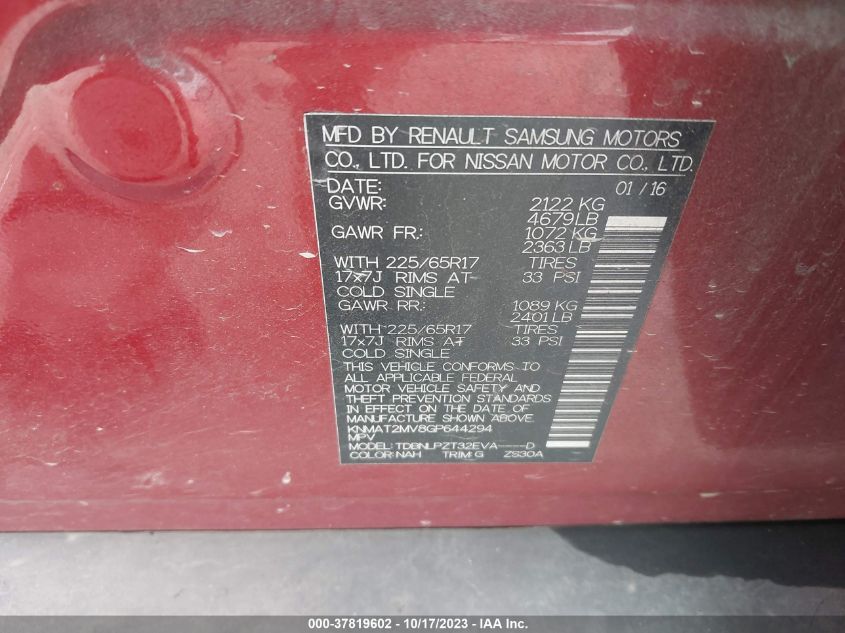 MFD BY RENAULT SAMSUNG MOTORS
CO., LTD. FOR NISSAN MOTOR CO., LTD.
DATE: 01 / 16
GVWR: 2122 KG
4679 LB
GAWR FR: 1072 KG
2363 LB
WITH 225/65R17 TIRES
17x7J RIMS AT 33 PSI
COLD SINGLE
GAWR RR: 1089 KG
2401 LB
WITH 225/65R17 TIRES
17x7J RIMS AT 33 PSI
COLD SINGLE
THIS VEHICLE CONFORMS TO
ALL APPLICABLE FEDERAL
MOTOR VEHICLE SAFETY AND
THEFT PREVENTION STANDARDS
IN EFFECT ON THE DATE OF
MANUFACTURE SHOWN ABOVE.
KNMAT2MV8GP644294
MPV
MODEL: TDBNLPZT32EVA----D
COLOR: NAH TRIM: G ZS30A
000-37819602 - 10/17/2023 - IAA Inc.